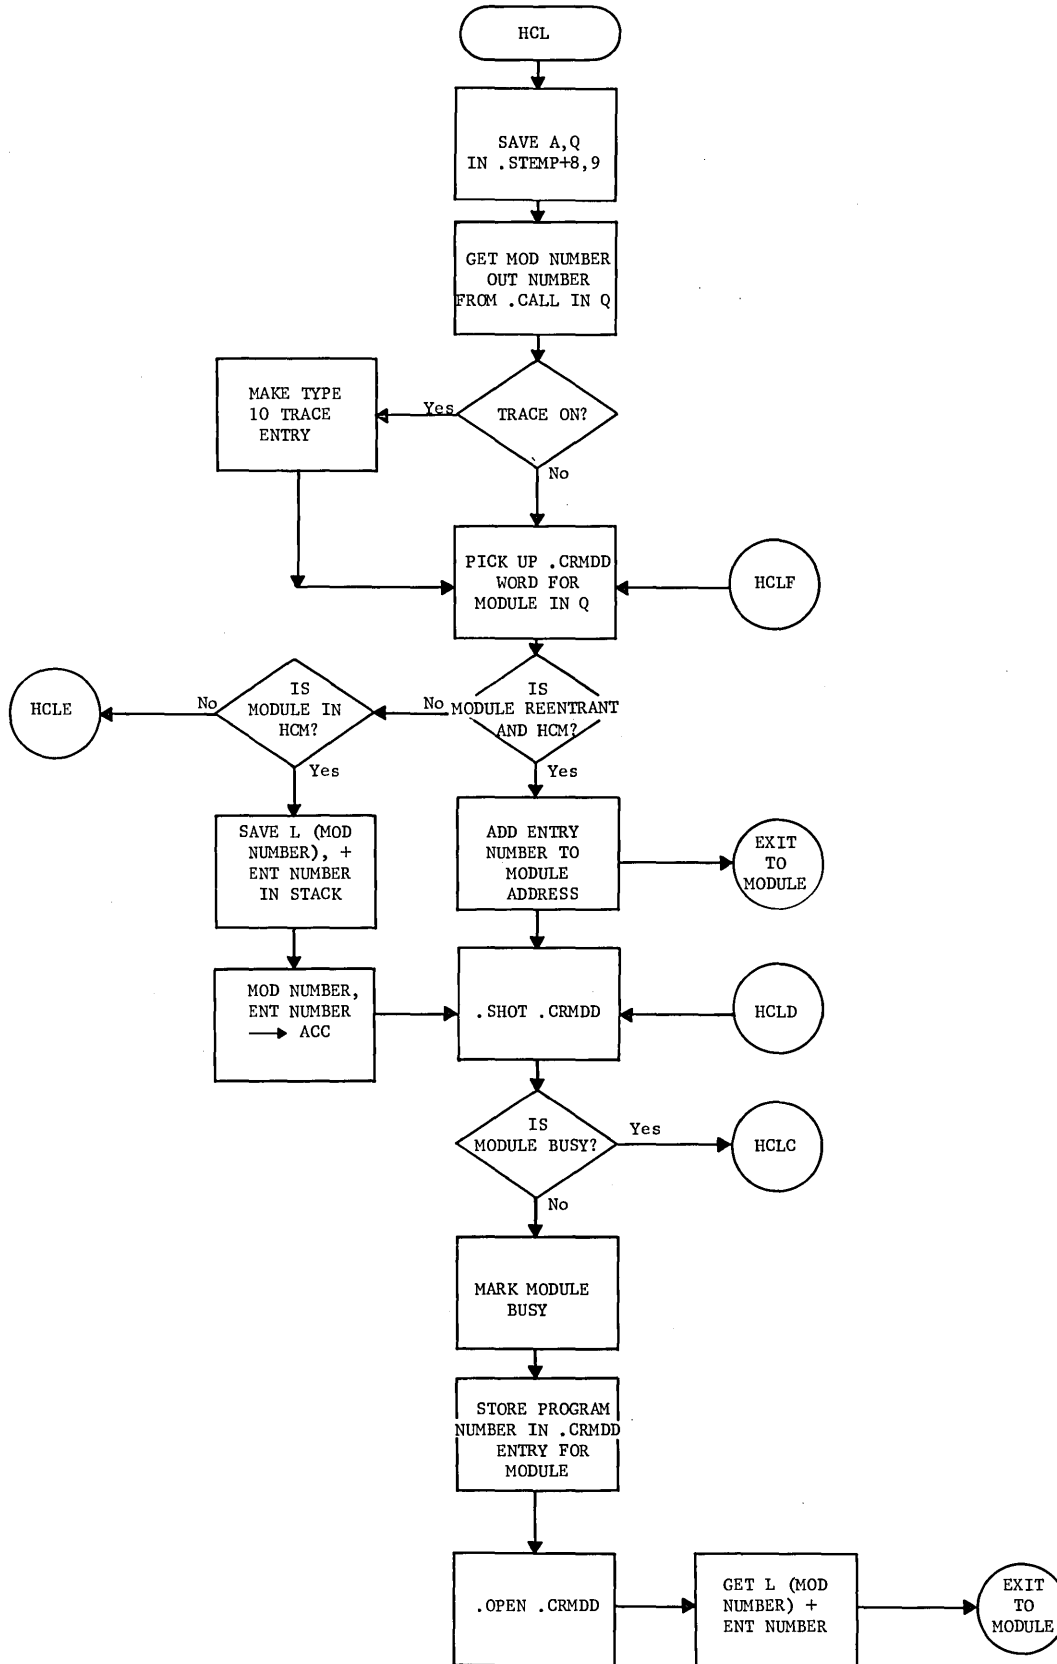 HCL
SAVE A,Q
IN .STEMP+8,9
GET MOD NUMBER
OUT NUMBER
FROM .CALL IN Q
MAKE TYPE
10 TRACE
ENTRY
Yes
TRACE ON?
No
PICK UP .CRMDD
WORD FOR
MODULE IN Q
HCLF
HCLE
No
IS
MODULE IN
HCM?
No
IS
MODULE REENTRANT
AND HCM?
Yes
Yes
SAVE L (MOD
NUMBER), +
ENT NUMBER
IN STACK
ADD ENTRY
NUMBER TO
MODULE
ADDRESS
EXIT
TO
MODULE
MOD NUMBER,
ENT NUMBER
→ ACC
.SHOT .CRMDD
HCLD
IS
MODULE BUSY?
Yes
HCLC
No
MARK MODULE
BUSY
STORE PROGRAM
NUMBER IN .CRMDD
ENTRY FOR
MODULE
.OPEN .CRMDD
GET L (MOD
NUMBER) +
ENT NUMBER
EXIT
TO
MODULE